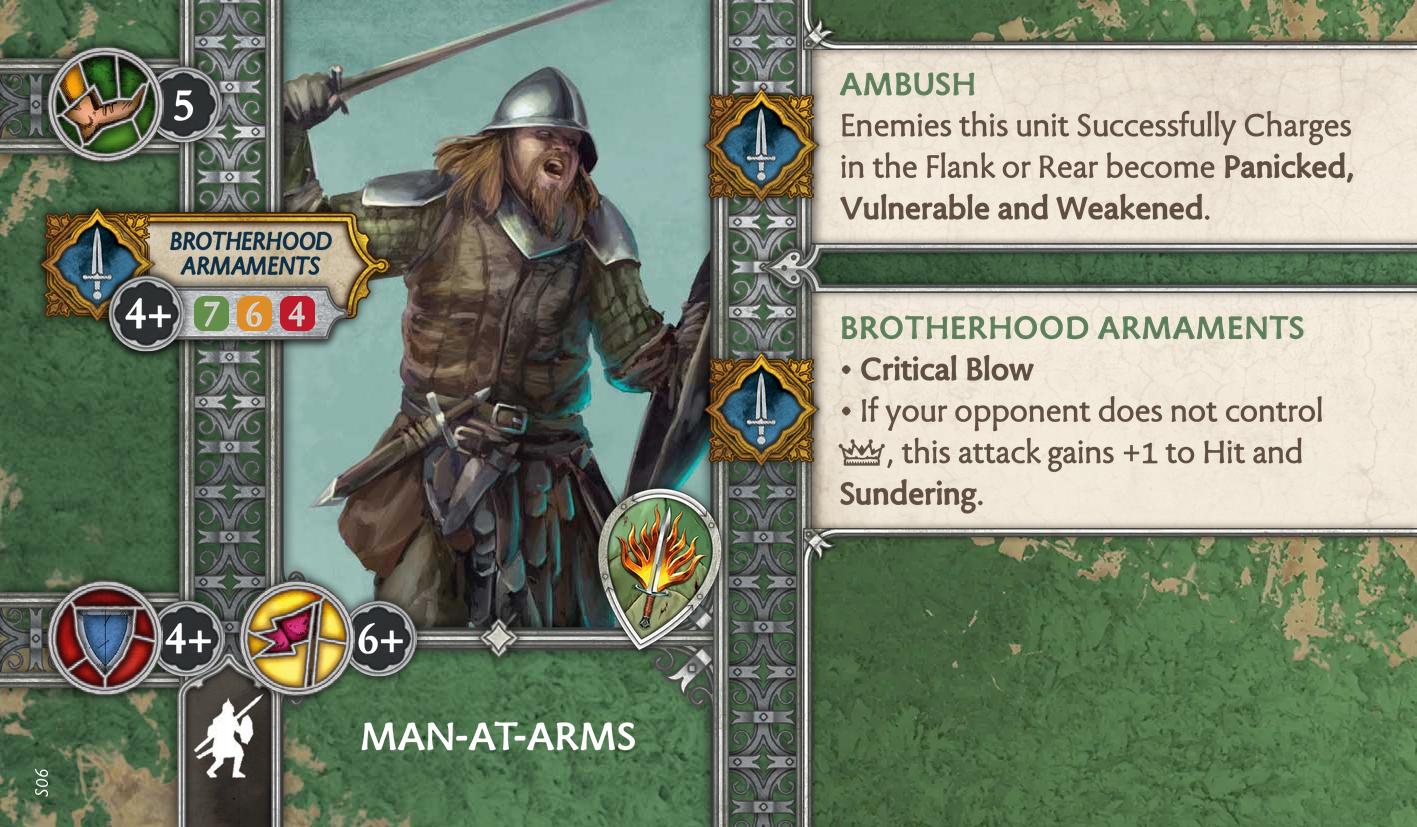 5
BROTHERHOOD
ARMAMENTS
4+ 7 6 4
4+ 6+
MAN-AT-ARMS
S06
AMBUSH
Enemies this unit Successfully Charges
in the Flank or Rear become Panicked,
Vulnerable and Weakened.
BROTHERHOOD ARMAMENTS
• Critical Blow
• If your opponent does not control
, this attack gains +1 to Hit and
Sundering.